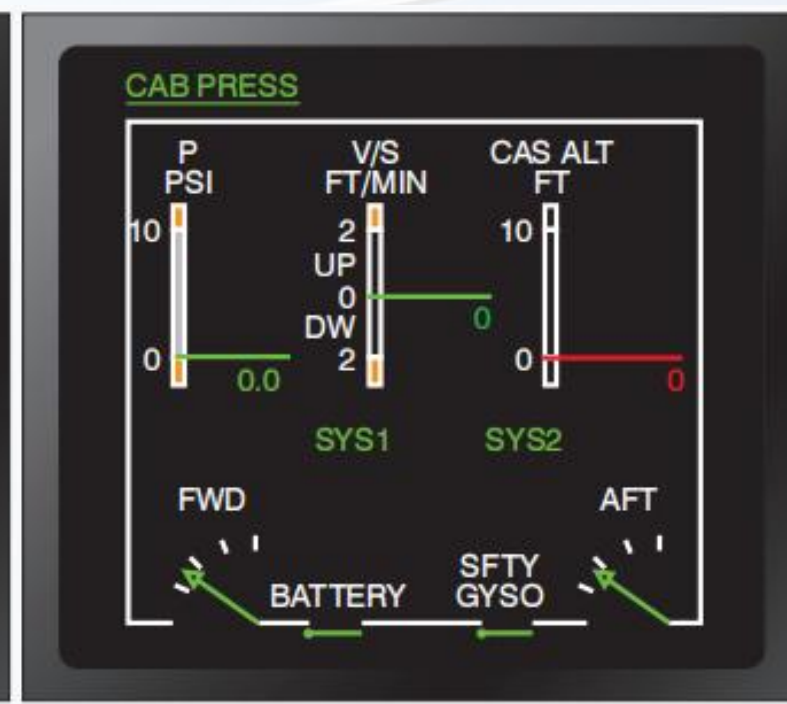 CAB PRESS
P
PSI
V/S
FT/MIN
CAS ALT
FT
10
0
0.0
2
UP
0
DW
2
0
10
0
0
SYS1
SYS2
FWD
AFT
BATTERY
SFTY
GYSO